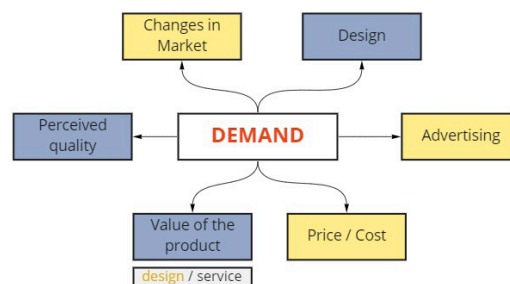 Changes in
Market
Design
Perceived
quality
DEMAND
Advertising
Value of the
product
Price / Cost
design / service